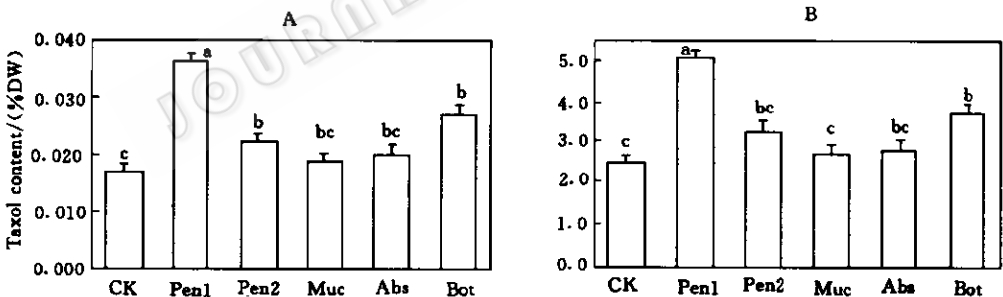 A
Taxol content/(%DW)
0.040
0.030
0.020
0.010
0.000
a
b
b
bc
bc
c
CK Pen1 Pen2 Muc Abs Bot
B
5.0
4.0
3.0
2.0
1.0
0.0
a
b
bc
c
bc
c
CK Pen1 Pen2 Muc Abs Bot